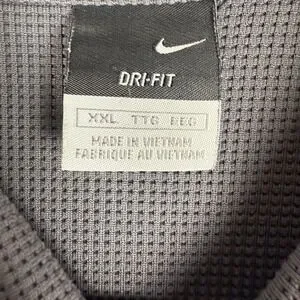 DRI-FIT
XXL TTG EEG
MADE IN VIETNAM
FABRIQUE AU VIETNAM